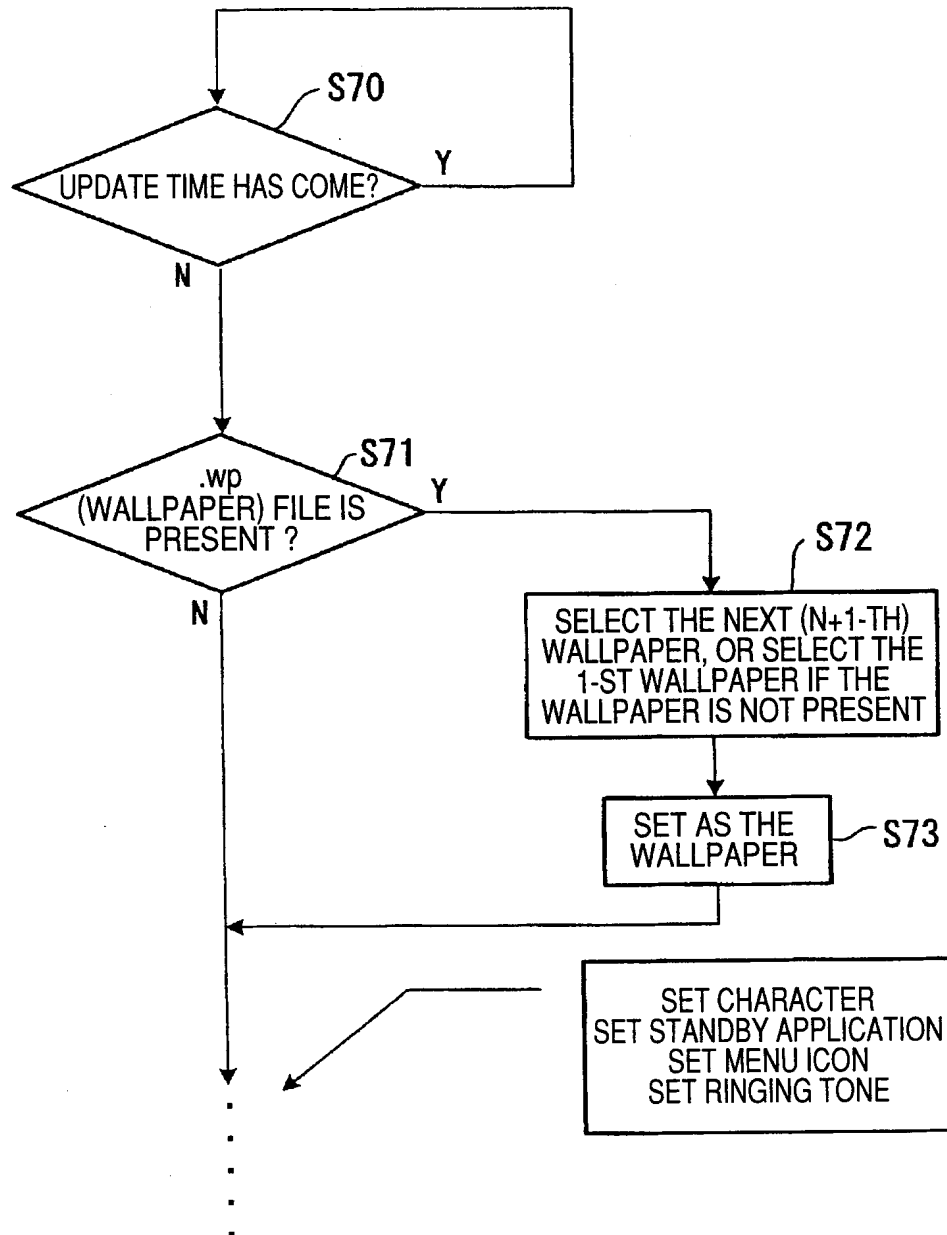 S70
UPDATE TIME HAS COME?
Y
N
S71
.wp
(WALLPAPER) FILE IS
PRESENT ?
Y
N
S72
SELECT THE NEXT (N+1-TH)
WALLPAPER, OR SELECT THE
1-ST WALLPAPER IF THE
WALLPAPER IS NOT PRESENT
SET AS THE
WALLPAPER
S73
SET CHARACTER
SET STANDBY APPLICATION
SET MENU ICON
SET RINGING TONE